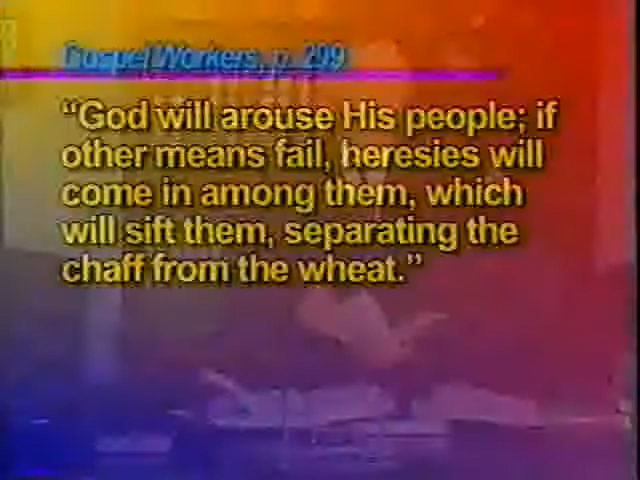 Gospel Workers, p. 299
“God will arouse His people; if
other means fail, heresies will
come in among them, which
will sift them, separating the
chaff from the wheat.”